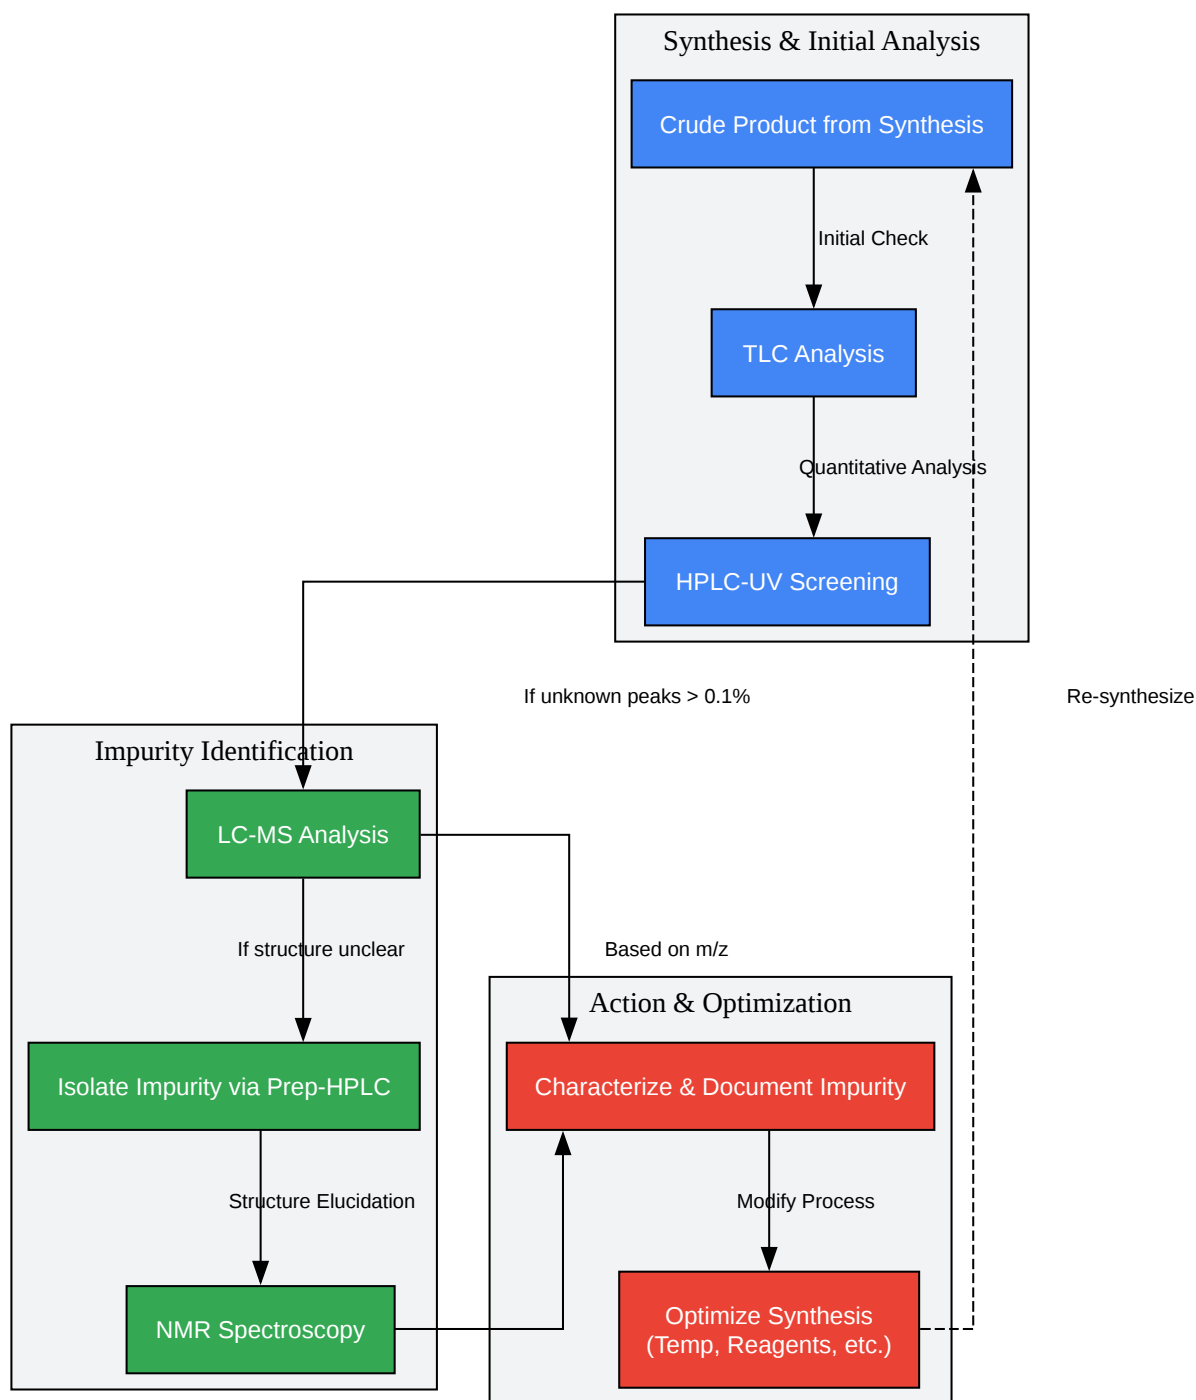 Synthesis & Initial Analysis
Crude Product from Synthesis
Initial Check
TLC Analysis
Quantitative Analysis
HPLC-UV Screening
If unknown peaks > 0.1%
Re-synthesize
Impurity Identification
LC-MS Analysis
If structure unclear
Based on m/z
Action & Optimization
Isolate Impurity via Prep-HPLC
Characterize & Document Impurity
Structure Elucidation
Modify Process
NMR Spectroscopy
Optimize Synthesis
(Temp, Reagents, etc.)